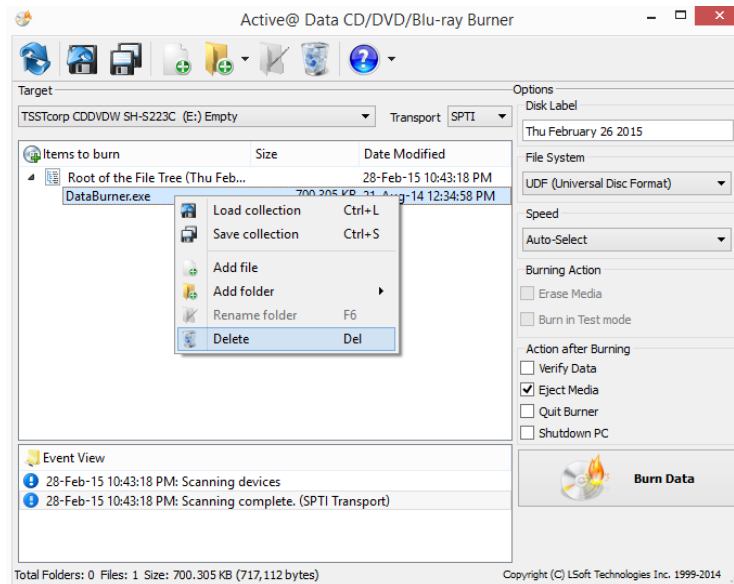 Active@ Data CD/DVD/Blu-ray Burner
Target
TSSTcorp CDDVDW SH-S223C (E:) Empty
Transport SPTI
Items to burn Size Date Modified
Root of the File Tree (Thu Feb... 28-Feb-15 10:43:18 PM
DataBurner.exe 700.305 KB 21-Aug-14 12:34:58 PM
Load collection Ctrl+L
Save collection Ctrl+S
Add file
Add folder
Rename folder F6
Delete Del
Event View
28-Feb-15 10:43:18 PM: Scanning devices
28-Feb-15 10:43:18 PM: Scanning complete. (SPTI Transport)
Options
Disk Label
Thu February 26 2015
File System
UDF (Universal Disc Format)
Speed
Auto-Select
Burning Action
Erase Media
Burn in Test mode
Action after Burning
Verify Data
Eject Media
Quit Burner
Shutdown PC
Burn Data
Total Folders: 0 Files: 1 Size: 700.305 KB (717,112 bytes)
Copyright (C) LSoft Technologies Inc. 1999-2014